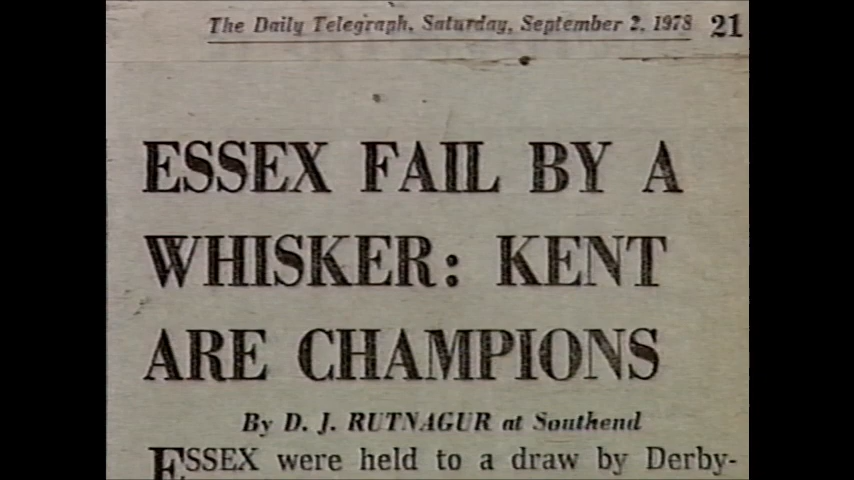 The Daily Telegraph, Saturday, September 2, 1978 21
ESSEX FAIL BY A
WHISKER: KENT
ARE CHAMPIONS
By D. J. RUTNAGUR at Southend
ESSEX were held to a draw by Derby-